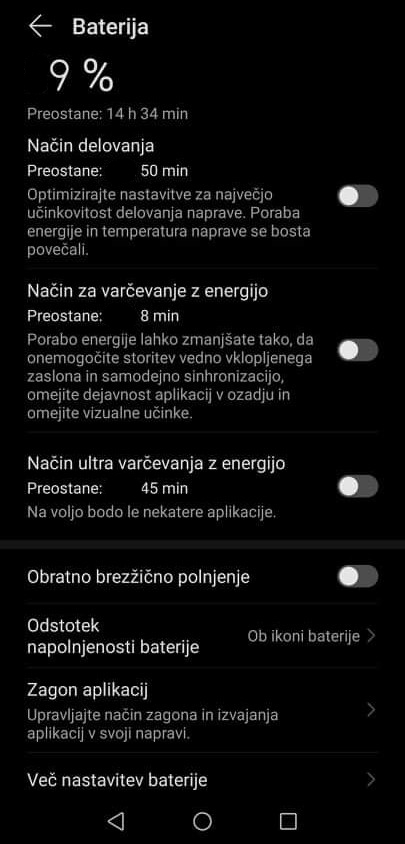 Baterija
9 %
Preostane: 14 h 34 min
Način delovanja
Preostane: 50 min
Optimizirajte nastavitve za največjo
učinkovitost delovanja naprave. Poraba
energije in temperatura naprave se bosta
povečali.
Način za varčevanje z energijo
Preostane: 8 min
Porabo energije lahko zmanjšate tako, da
onemogočite storitev vedno vklopljenega
zaslona in samodejno sinhronizacijo,
omejite dejavnost aplikacij v ozadju in
omejite vizualne učinke.
Način ultra varčevanja z energijo
Preostane: 45 min
Na voljo bodo le nekatere aplikacije.
Obratno brezžično polnjenje
Odstotek
napolnjenosti baterije
Ob ikoni baterije
Zagon aplikacij
Upravljajte način zagona in izvajanja
aplikacij v svoji napravi.
Več nastavitev baterije